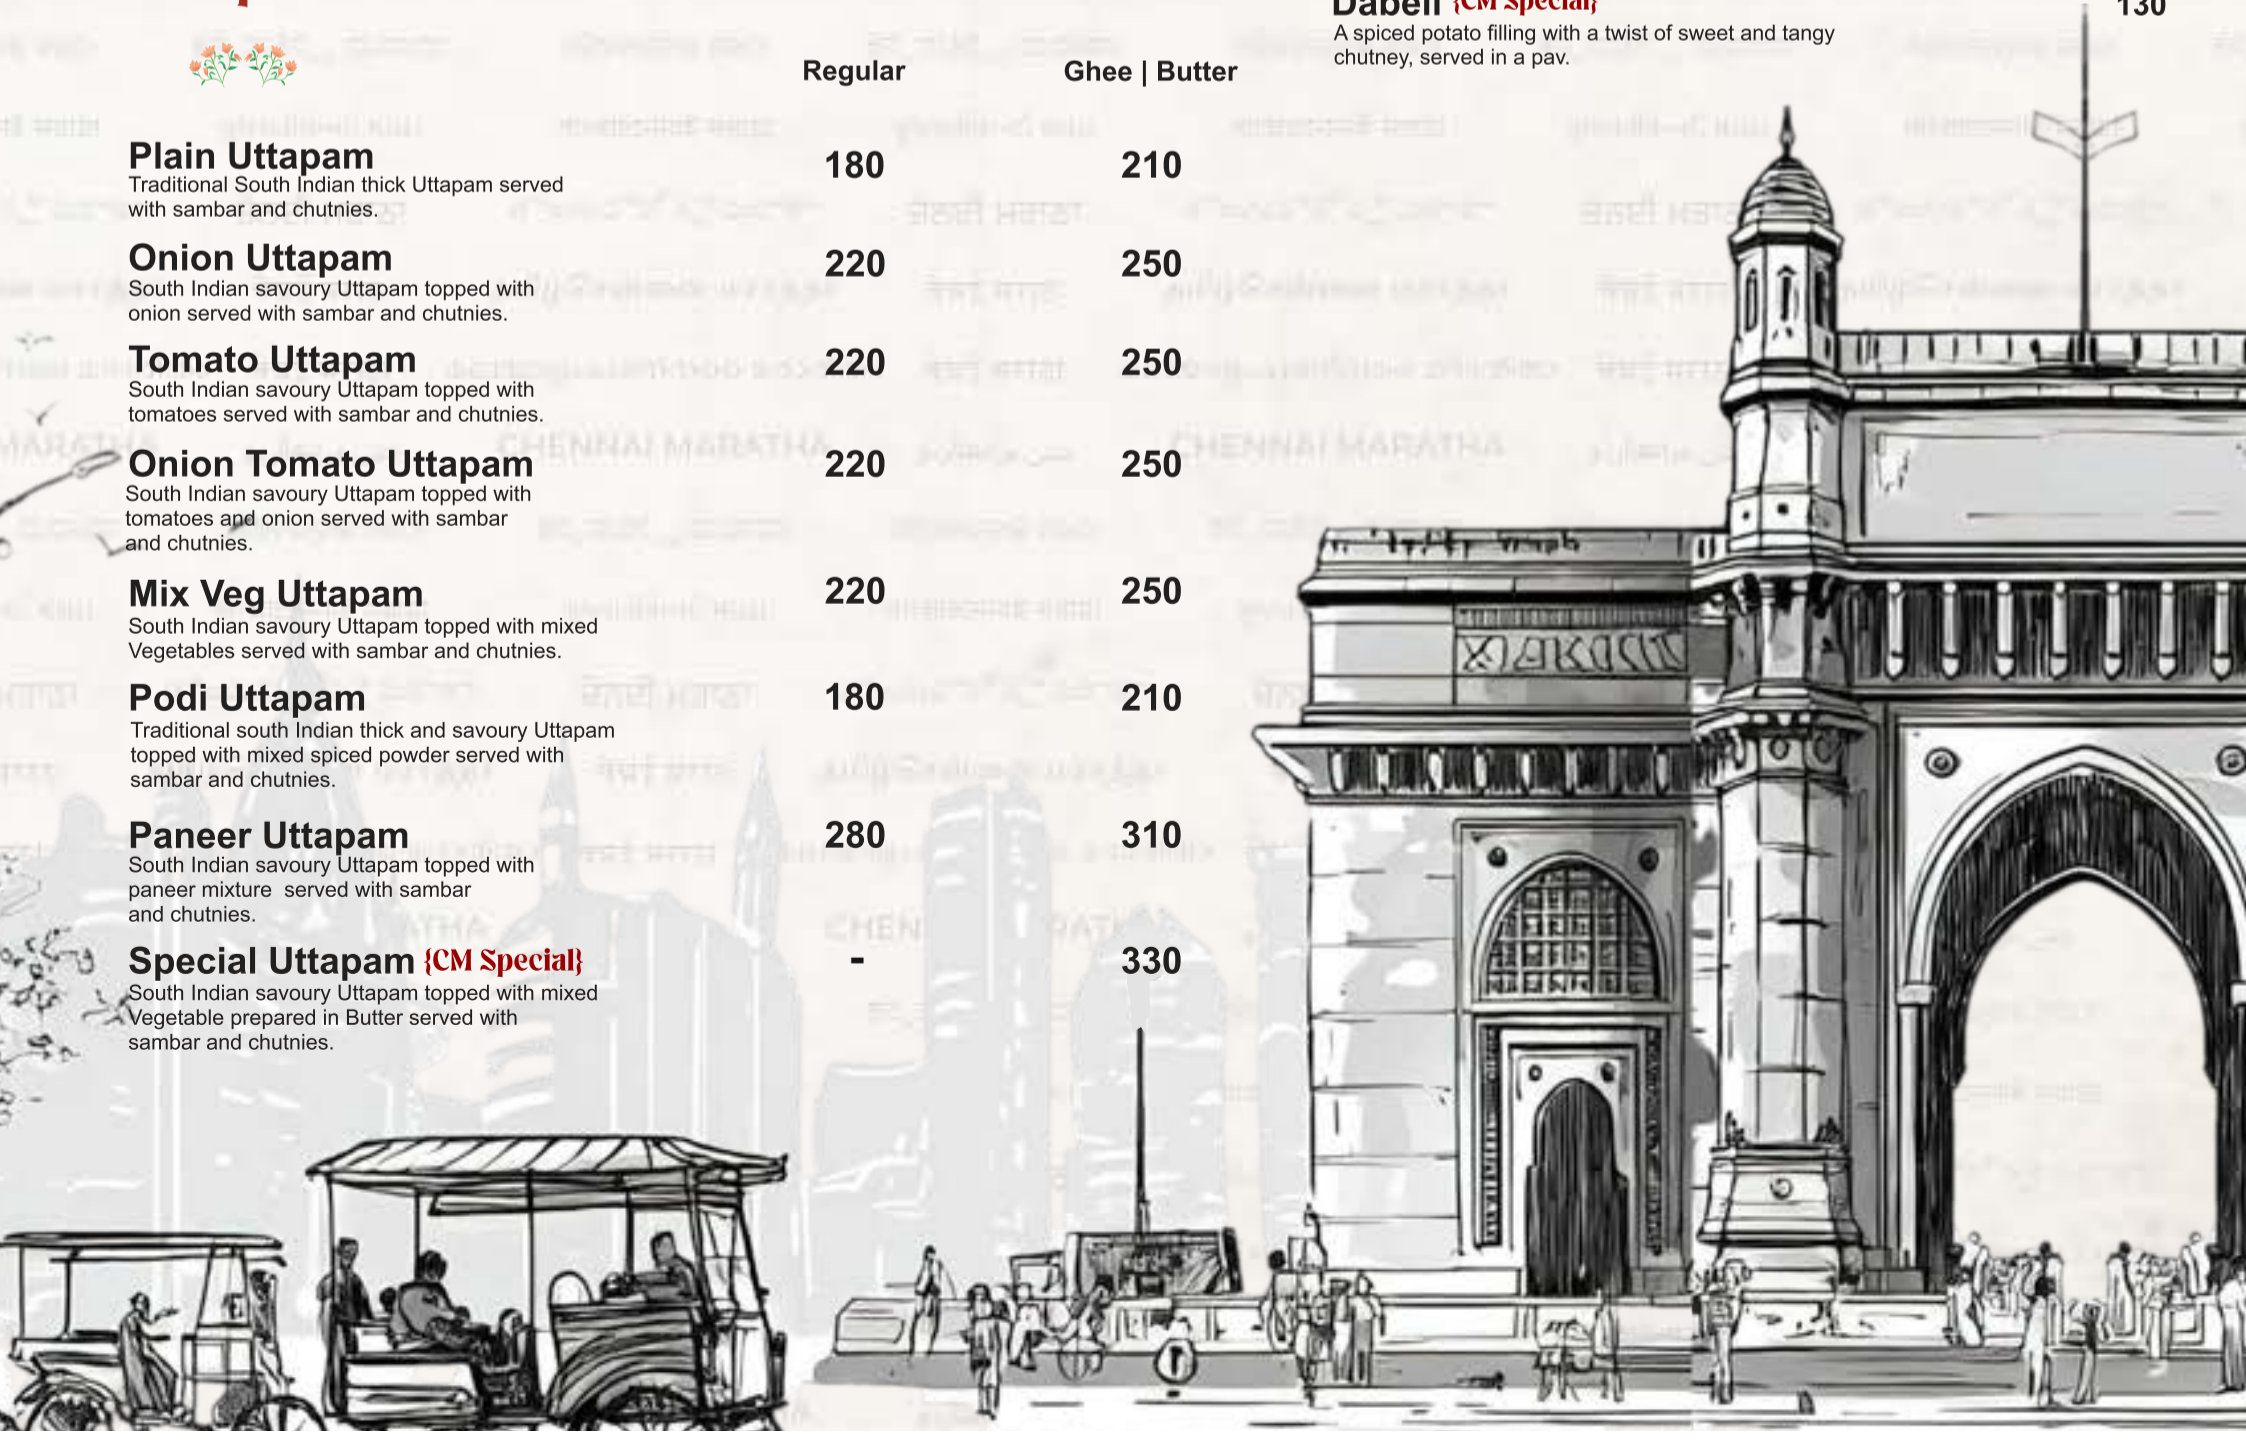 Regular Ghee | Butter
Plain Uttapam 180 210
Traditional South Indian thick Uttapam served
with sambar and chutnies.
Onion Uttapam 220 250
South Indian savoury Uttapam topped with
onion served with sambar and chutnies.
Tomato Uttapam 220 250
South Indian savoury Uttapam topped with
tomatoes served with sambar and chutnies.
Onion Tomato Uttapam 220 250
South Indian savoury Uttapam topped with
tomatoes and onion served with sambar
and chutnies.
Mix Veg Uttapam 220 250
South Indian savoury Uttapam topped with mixed
Vegetables served with sambar and chutnies.
Podi Uttapam 180 210
Traditional south Indian thick and savoury Uttapam
topped with mixed spiced powder served with
sambar and chutnies.
Paneer Uttapam 280 310
South Indian savoury Uttapam topped with
paneer mixture served with sambar
and chutnies.
Special Uttapam {CM Special} - 330
South Indian savoury Uttapam topped with mixed
Vegetable prepared in Butter served with
sambar and chutnies.
Dabeli {CM Special} 130
A spiced potato filling with a twist of sweet and tangy
chutney, served in a pav.
CHENNAI MARATHA
CHENNAI MARATHA